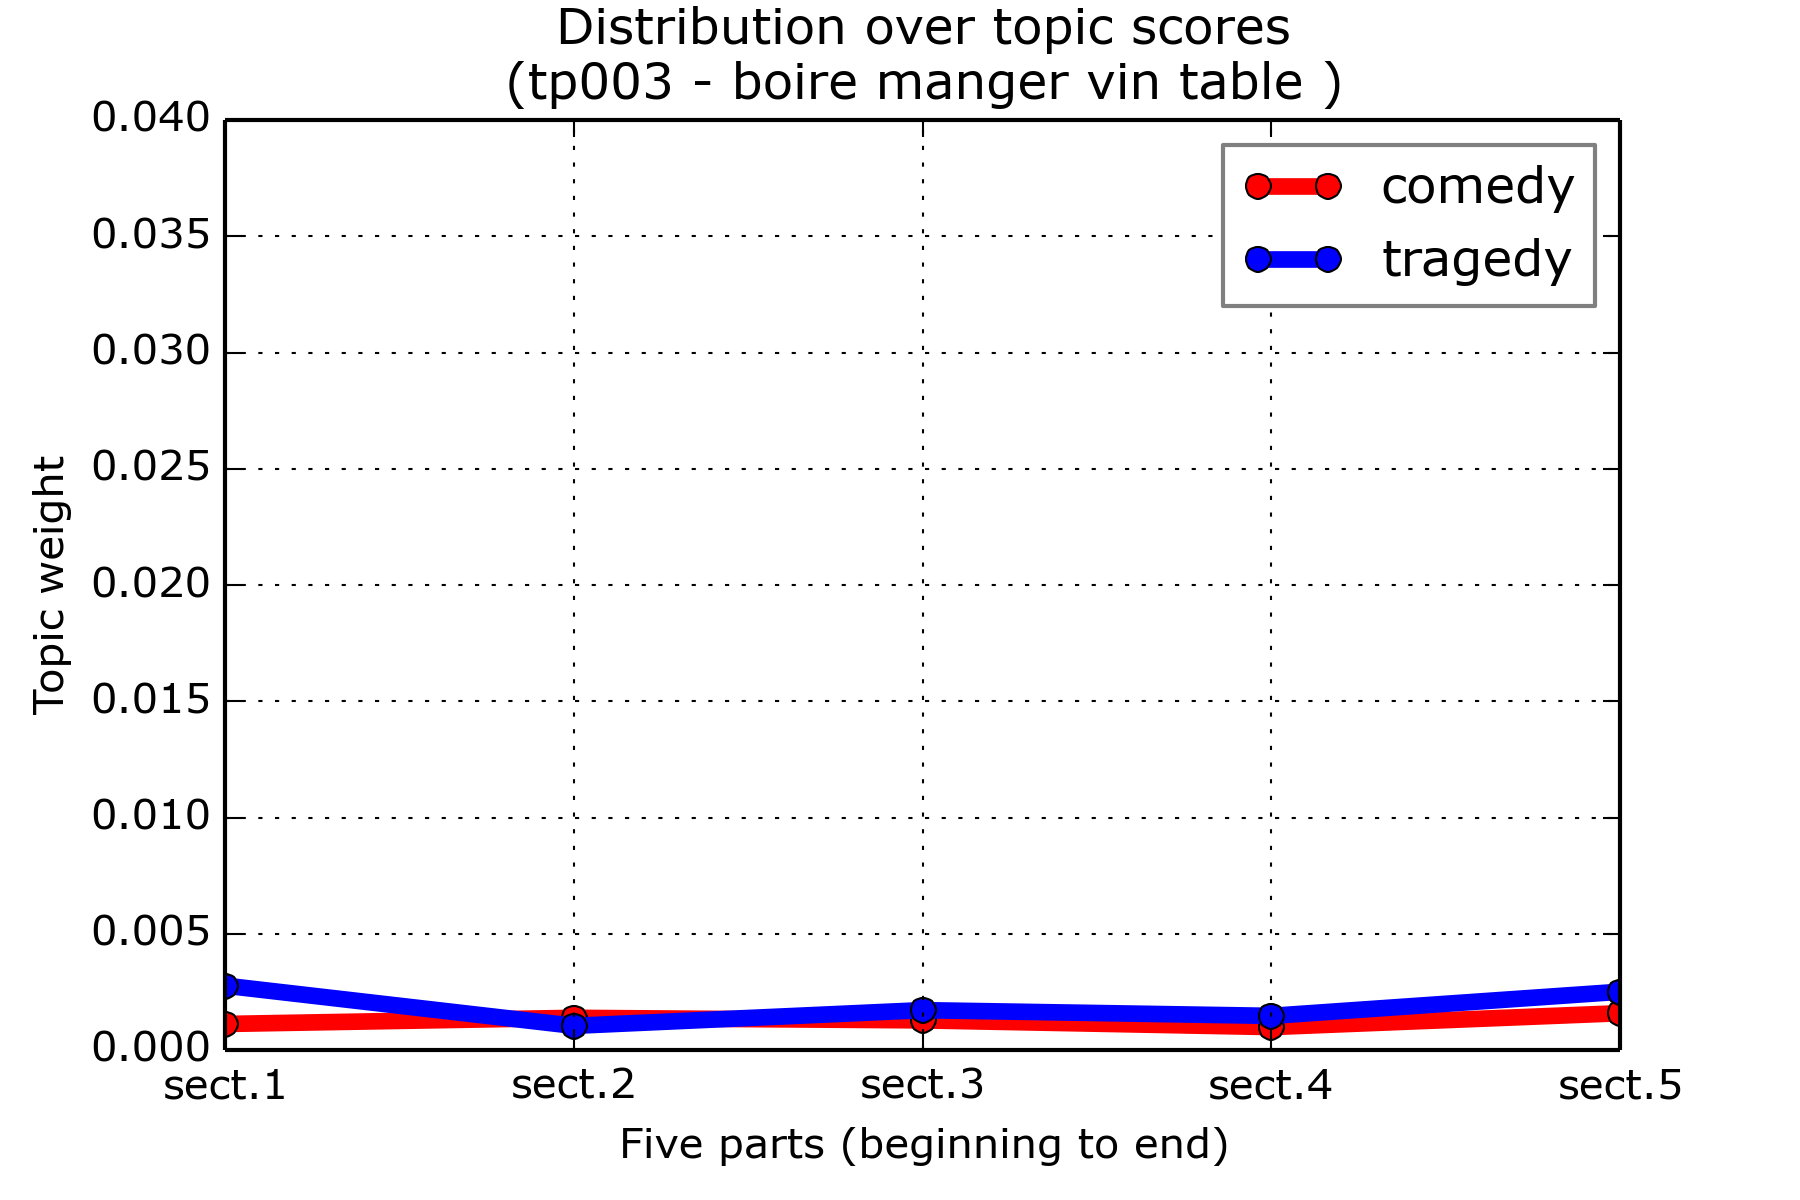 Distribution over topic scores
(tp003 - boire manger vin table )
comedy
tragedy
Topic weight
0.040
0.035
0.030
0.025
0.020
0.015
0.010
0.005
0.000
sect.1 sect.2 sect.3 sect.4 sect.5
Five parts (beginning to end)